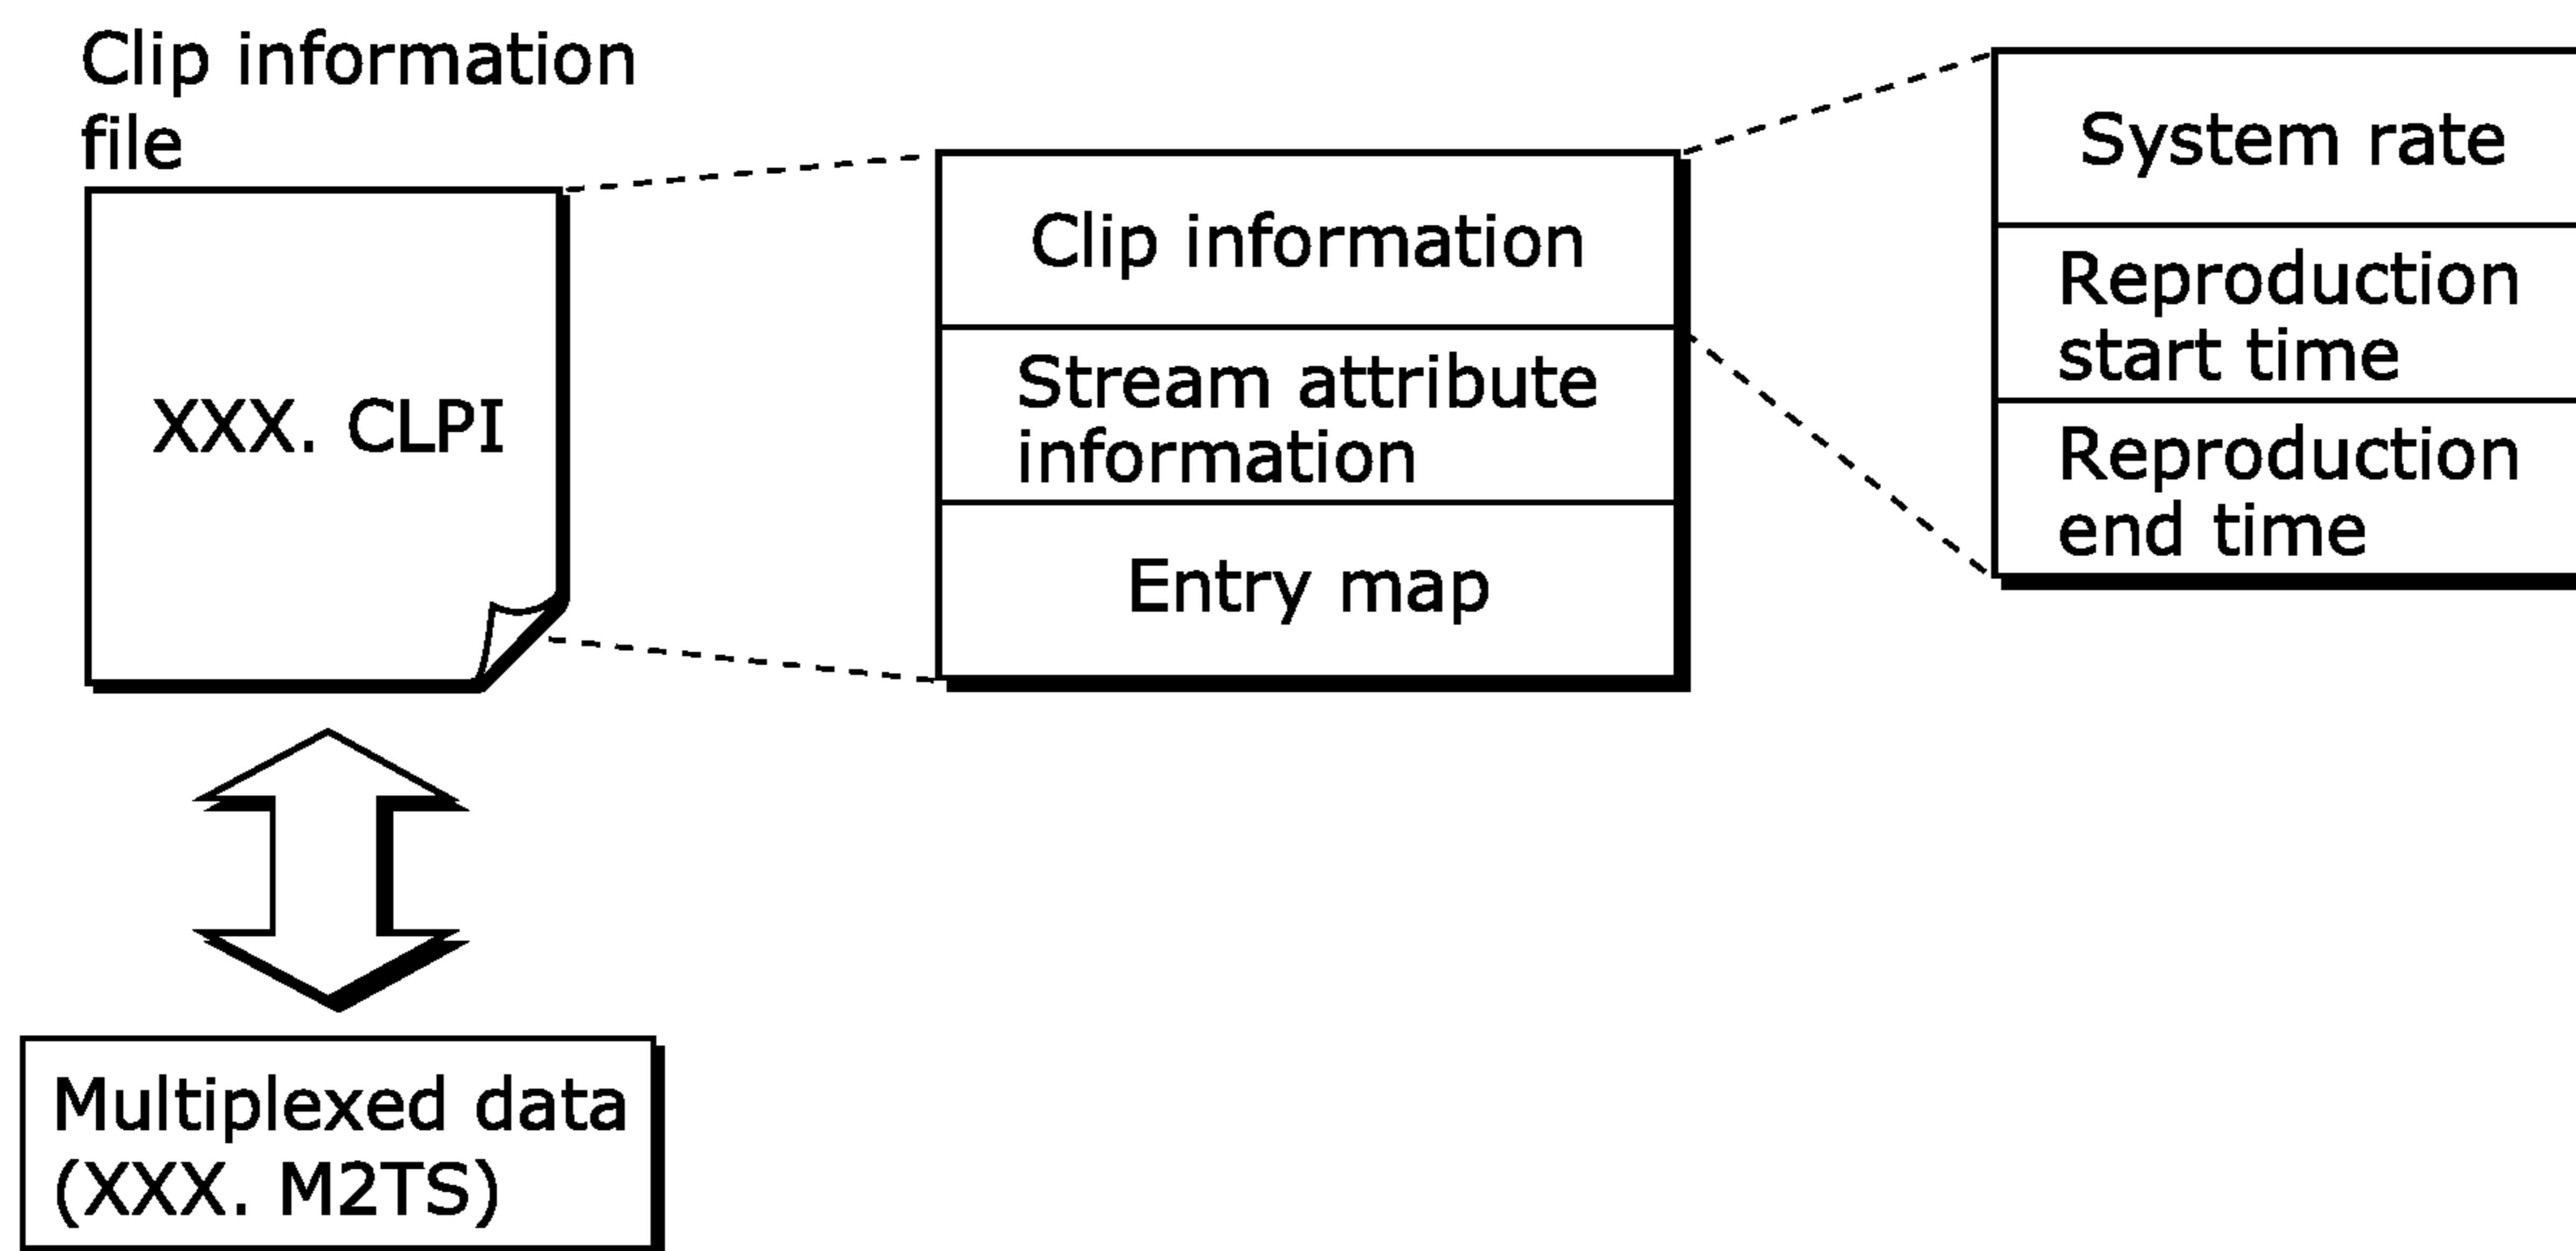 Clip information
file
XXX. CLPI
Clip information
Stream attribute
information
Entry map
System rate
Reproduction
start time
Reproduction
end time
Multiplexed data
(XXX. M2TS)